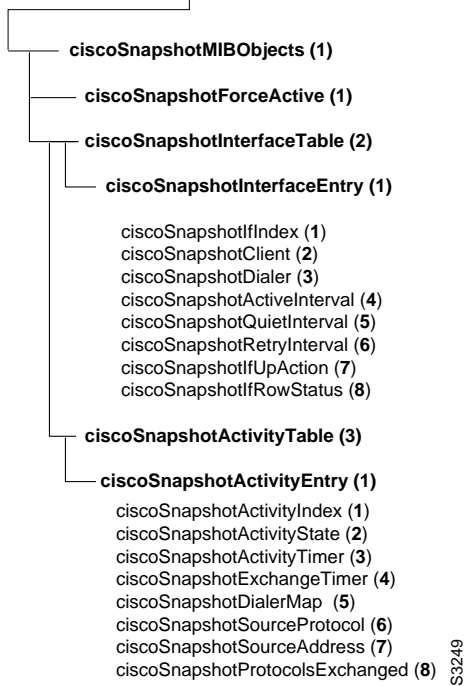 ciscoSnapshotMIBObjects (1)
ciscoSnapshotForceActive (1)
ciscoSnapshotInterfaceTable (2)
ciscoSnapshotInterfaceEntry (1)
ciscoSnapshotIfIndex (1)
ciscoSnapshotClient (2)
ciscoSnapshotDialer (3)
ciscoSnapshotActiveInterval (4)
ciscoSnapshotQuietInterval (5)
ciscoSnapshotRetryInterval (6)
ciscoSnapshotIfUpAction (7)
ciscoSnapshotIfRowStatus (8)
ciscoSnapshotActivityTable (3)
ciscoSnapshotActivityEntry (1)
ciscoSnapshotActivityIndex (1)
ciscoSnapshotActivityState (2)
ciscoSnapshotActivityTimer (3)
ciscoSnapshotExchangeTimer (4)
ciscoSnapshotDialerMap (5)
ciscoSnapshotSourceProtocol (6)
ciscoSnapshotSourceAddress (7)
ciscoSnapshotProtocolsExchanged (8)
S3249